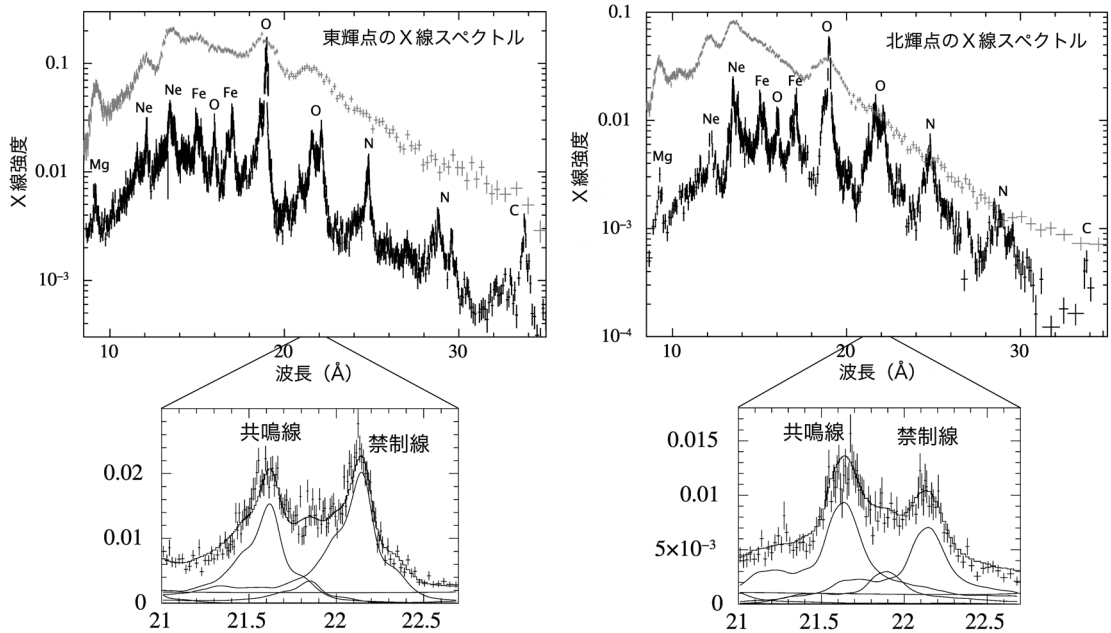 東輝点のX線スペクトル
X線強度
0.1
0.01
10⁻³
Mg
Ne
Ne
Fe
O
Fe
O
O
N
N
C
10
20
30
波長(Å)
北輝点のX線スペクトル
X線強度
0.1
0.01
10⁻³
10⁻⁴
Mg
Ne
Ne
Fe
O
Fe
O
O
N
N
C
10
20
30
波長(Å)
共鳴線
禁制線
0.02
0.01
0
21
21.5
22
22.5
共鳴線
禁制線
0.015
0.01
5×10⁻³
0
21
21.5
22
22.5